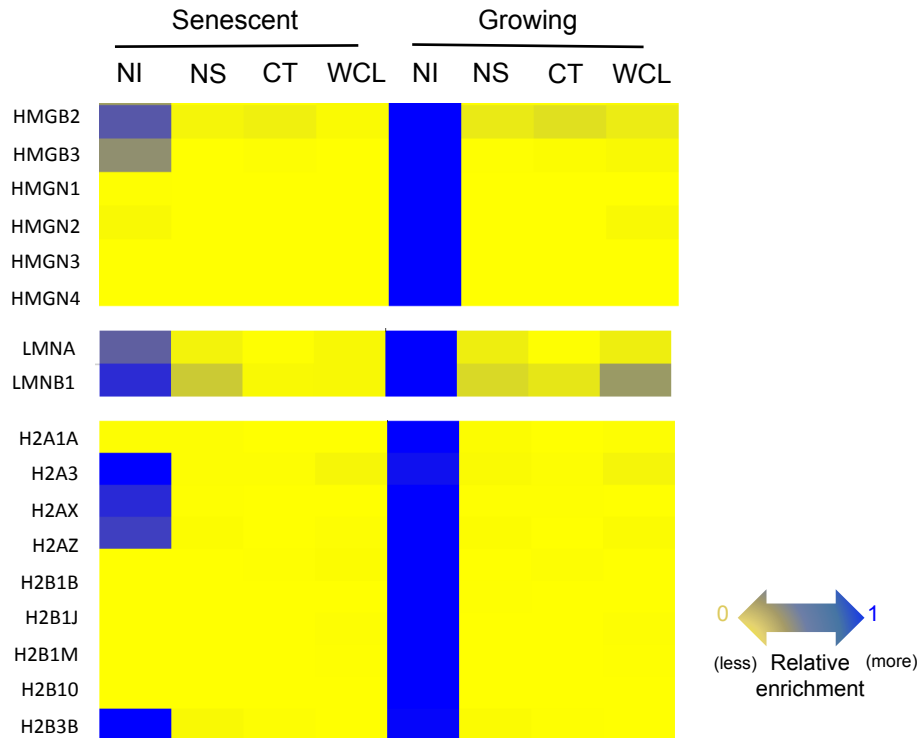 Senescent Growing
NI NS CT WCL NI NS CT WCL
HMGB2
HMGB3
HMGN1
HMGN2
HMGN3
HMGN4
LMNA
LMNB1
H2A1A
H2A3
H2AX
H2AZ
H2B1B
H2B1J
H2B1M
H2B10
H2B3B
0 1
(less) Relative (more)
enrichment